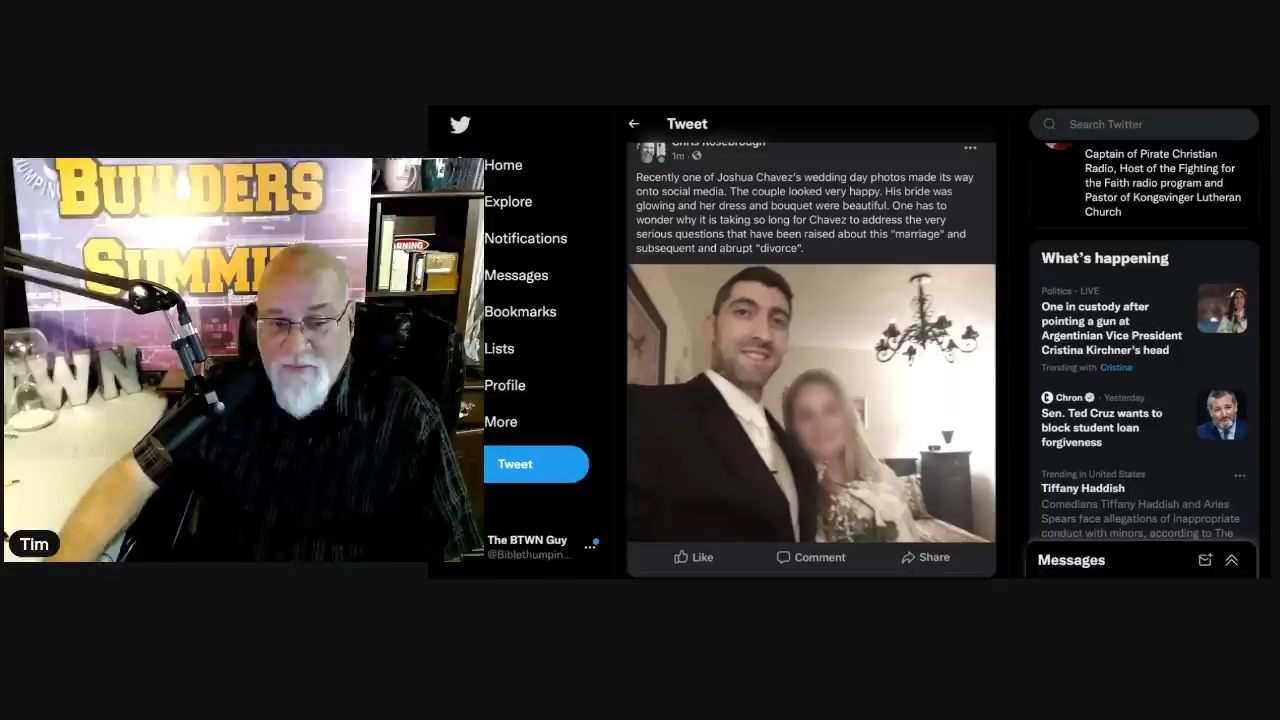 BUILDERS
SUMMI
WARNING
TWN
Tim
Home
Explore
Notifications
Messages
Bookmarks
Lists
Profile
More
Tweet
The BTWN Guy
@Biblethumpin...
Tweet
Chris Rosebrough
1m ·
Recently one of Joshua Chavez's wedding day photos made its way
onto social media. The couple looked very happy. His bride was
glowing and her dress and bouquet were beautiful. One has to
wonder why it is taking so long for Chavez to address the very
serious questions that have been raised about this "marriage" and
subsequent and abrupt "divorce".
Like
Comment
Share
Search Twitter
Captain of Pirate Christian
Radio, Host of the Fighting for
the Faith radio program and
Pastor of Kongsvinger Lutheran
Church
What's happening
Politics · LIVE
One in custody after
pointing a gun at
Argentinian Vice President
Cristina Kirchner's head
Trending with Cristina
Chron · Yesterday
Sen. Ted Cruz wants to
block student loan
forgiveness
Trending in United States
Tiffany Haddish
Comedians Tiffany Haddish and Aries
Spears face allegations of inappropriate
conduct with minors, according to The
Messages